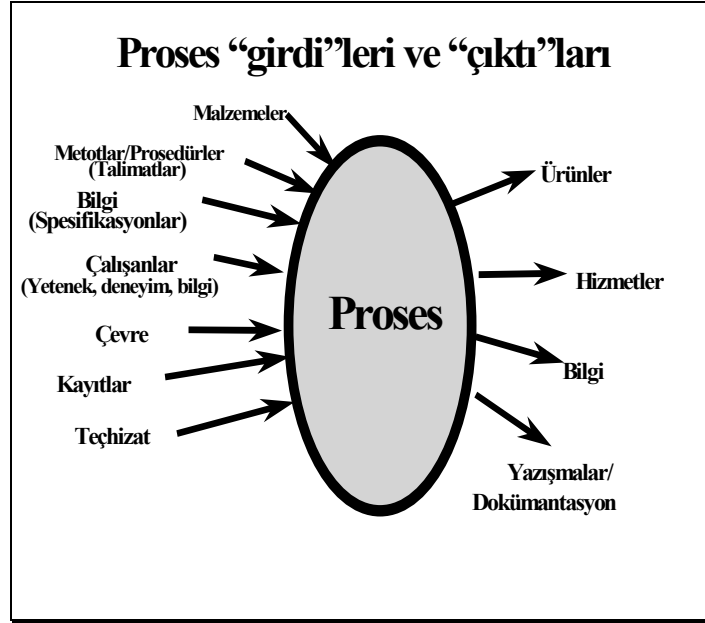 Proses “girdi”leri ve “çıktı”ları
Malzemeler
Metotlar/Prosedürler
(Talimatlar)
Bilgi
(Spesifikasyonlar)
Çalışanlar
(Yetenek, deneyim, bilgi)
Çevre
Kayıtlar
Teçhizat
Proses
Ürünler
Hizmetler
Bilgi
Yazışmalar/
Dokümantasyon